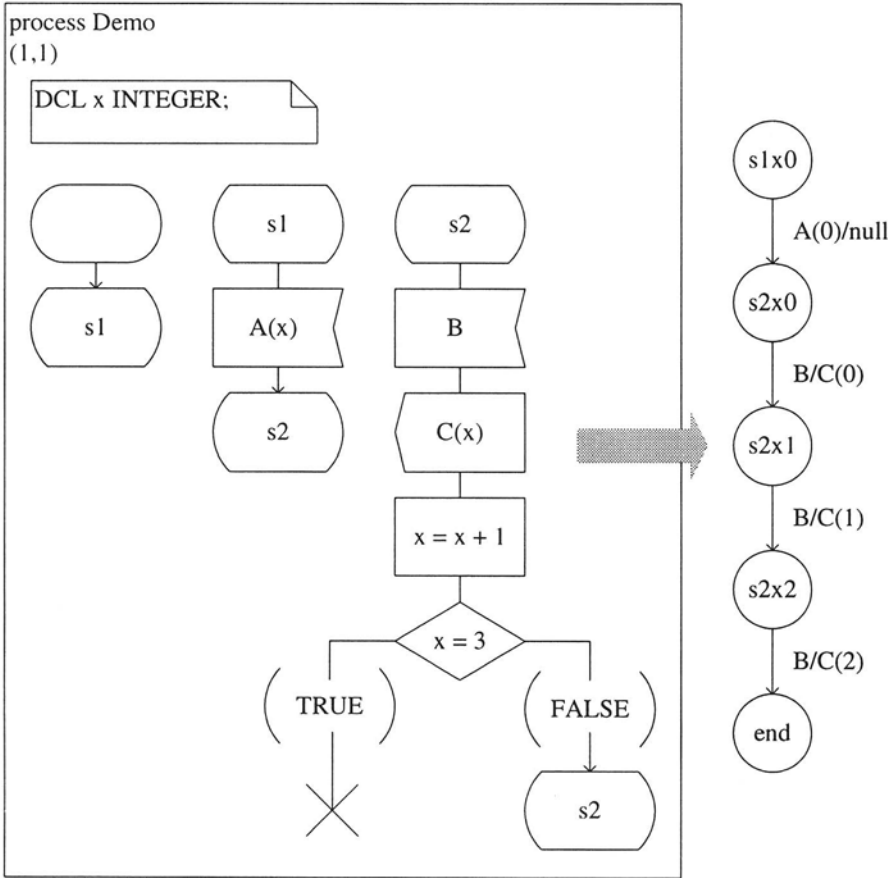 process Demo
(1,1)
DCL x INTEGER;
s1
s1
A(x)
s2
s2
B
C(x)
x = x + 1
x = 3
TRUE
FALSE
s2
s1x0
A(0)/null
s2x0
B/C(0)
s2x1
B/C(1)
s2x2
B/C(2)
end